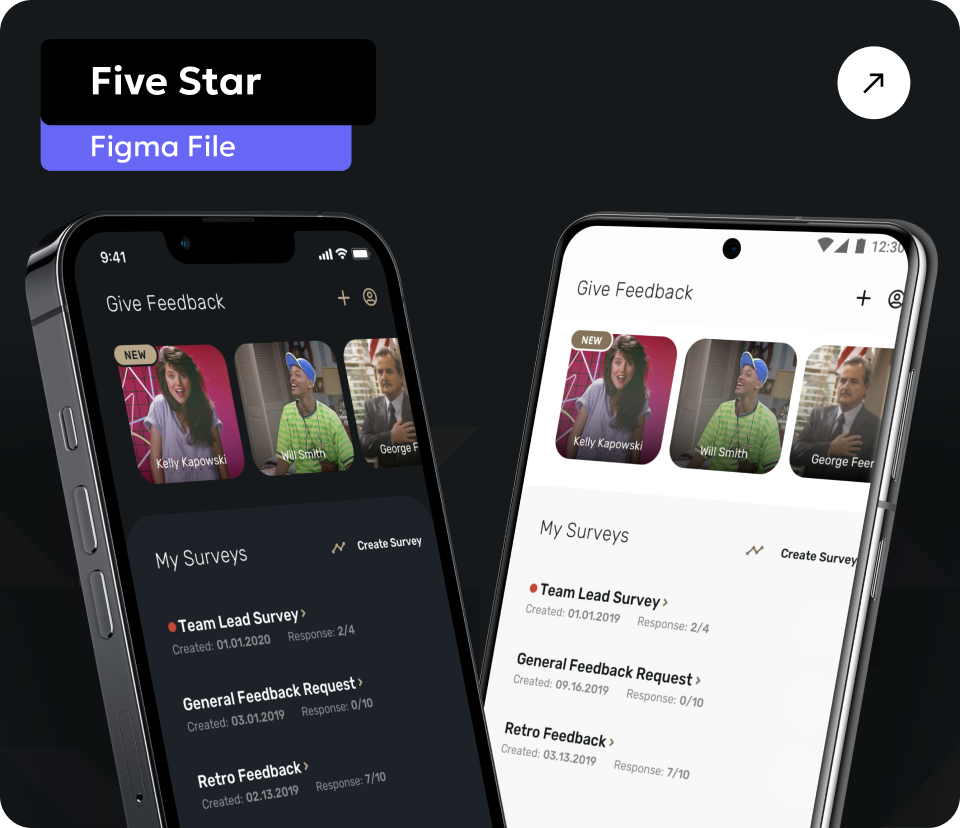 Five Star
Figma File
9:41
Give Feedback
NEW
Kelly Kapowski
Will Smith
George F
My Surveys
Create Survey
Team Lead Survey ›
Created: 01.01.2020 Response: 2/4
General Feedback Request ›
Created: 03.01.2019 Response: 0/10
Retro Feedback ›
Created: 02.13.2019 Response: 7/10
12:30
Give Feedback
NEW
Kelly Kapowski
Will Smith
George Feer
My Surveys
Create Survey
Team Lead Survey ›
Created: 01.01.2019 Response: 2/4
General Feedback Request ›
Created: 09.16.2019 Response: 0/10
Retro Feedback ›
Created: 03.13.2019 Response: 7/10